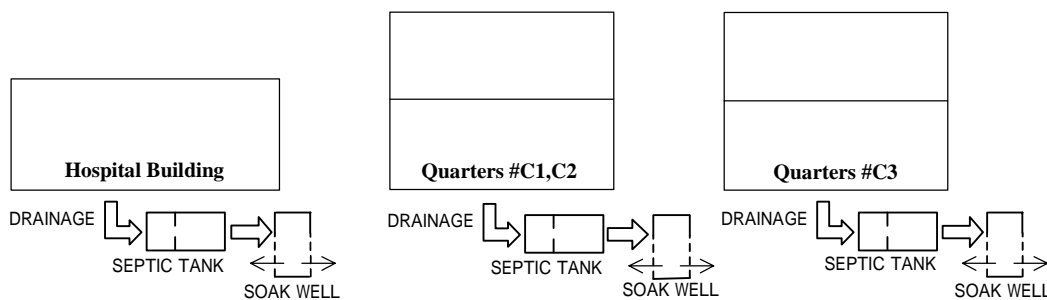 Hospital Building
DRAINAGE
SEPTIC TANK
SOAK WELL
Quarters #C1,C2
DRAINAGE
SEPTIC TANK
SOAK WELL
Quarters #C3
DRAINAGE
SEPTIC TANK
SOAK WELL